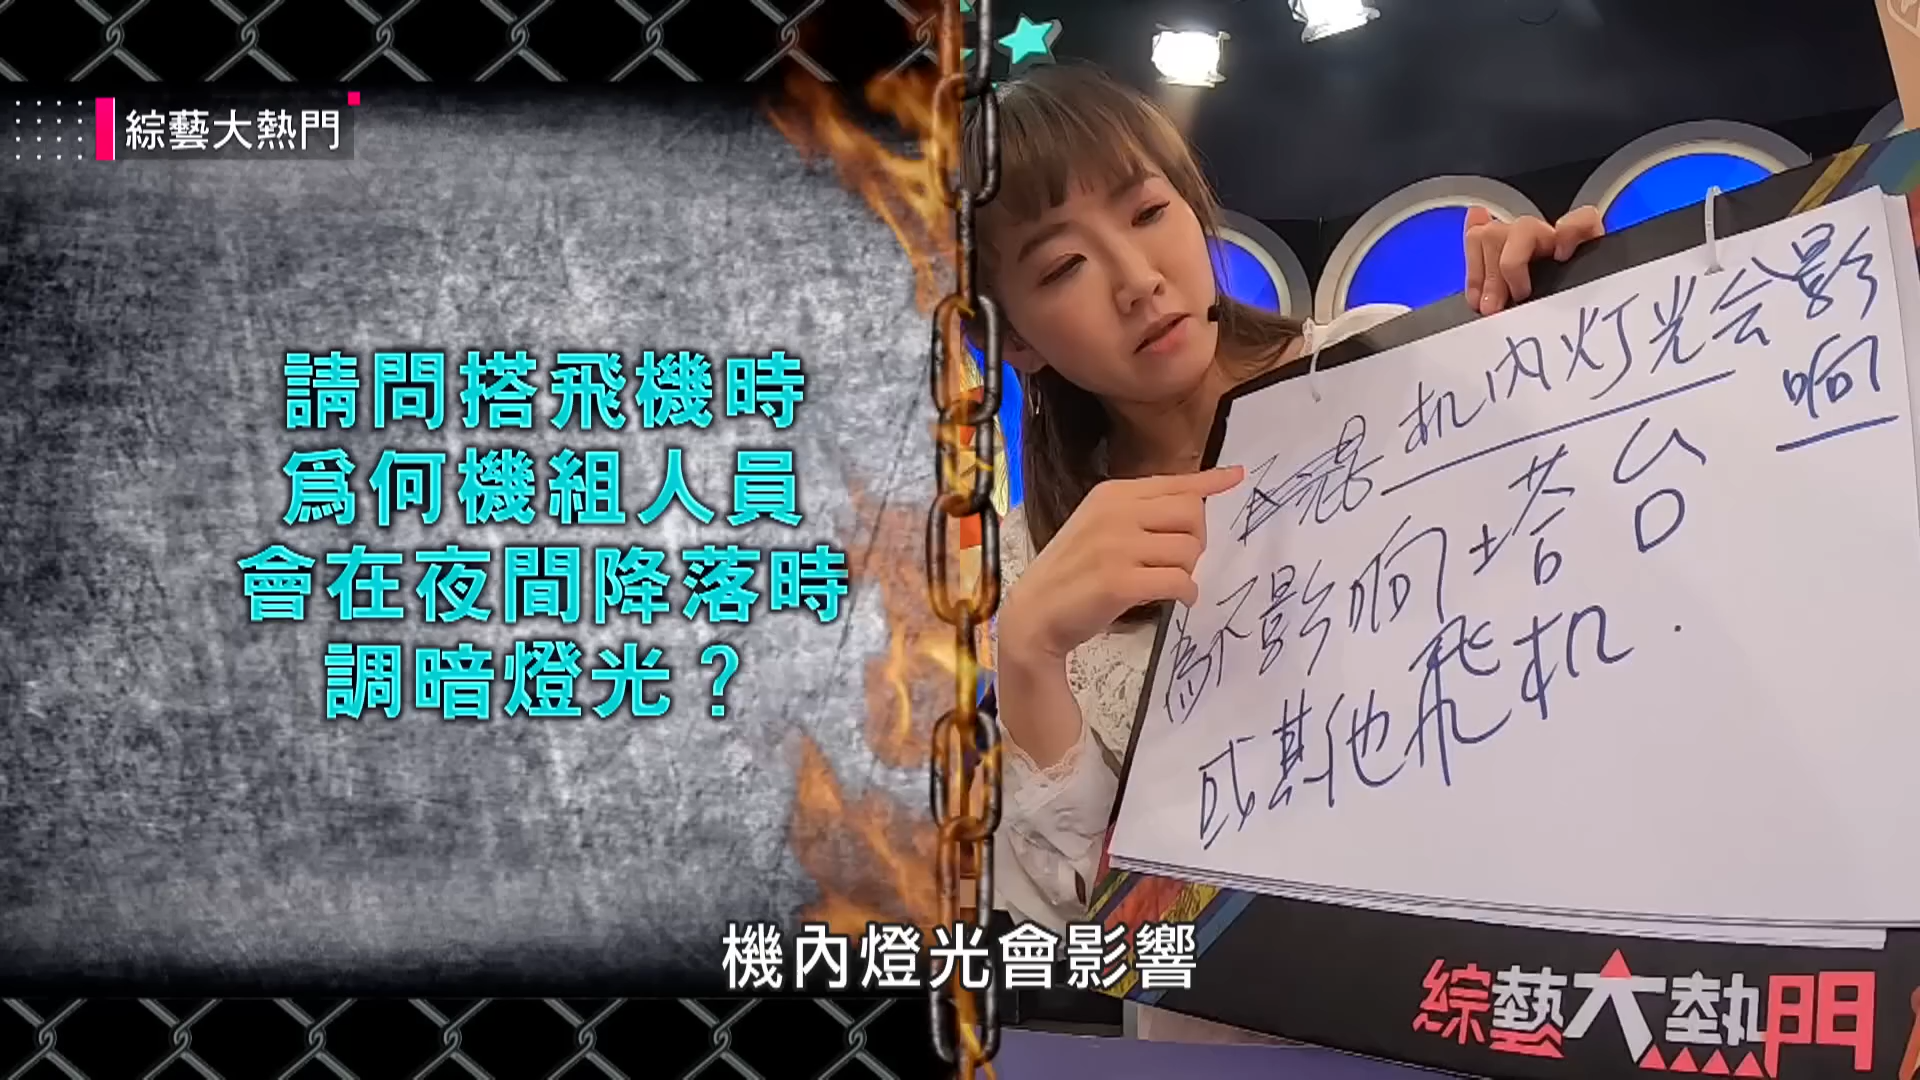 綜藝大熱門
請問搭飛機時
爲何機組人員
會在夜間降落時
調暗燈光？
机内灯光会影
响
為不影响塔台
或其他飛机.
機內燈光會影響
綜藝大熱門